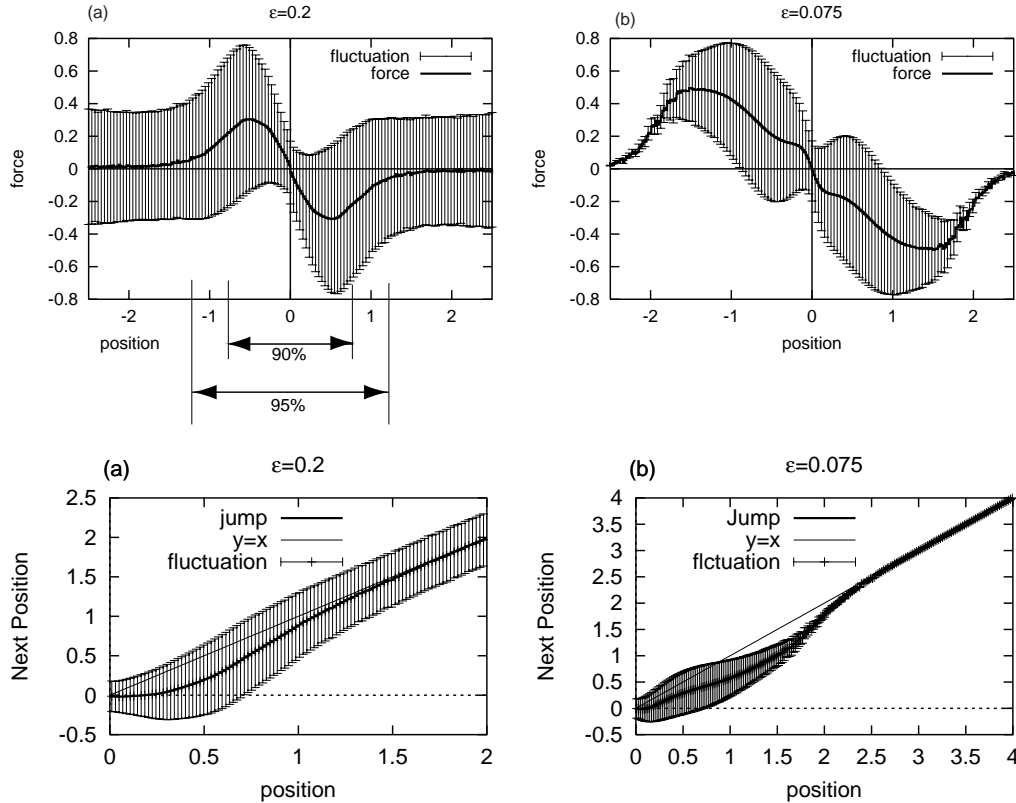 (a)
ε=0.2
fluctuation
force
0.8
0.6
0.4
0.2
0
-0.2
-0.4
-0.6
-0.8
force
-2
-1
0
1
2
position
90%
95%
(b)
ε=0.075
fluctuation
force
0.8
0.6
0.4
0.2
0
-0.2
-0.4
-0.6
-0.8
force
-2
-1
0
1
2
position
(a)
ε=0.2
jump
y=x
fluctuation
2.5
2
1.5
1
0.5
0
-0.5
Next Position
0
0.5
1
1.5
2
position
(b)
ε=0.075
Jump
y=x
flctuation
4
3.5
3
2.5
2
1.5
1
0.5
0
-0.5
Next Position
0
0.5
1
1.5
2
2.5
3
3.5
4
position